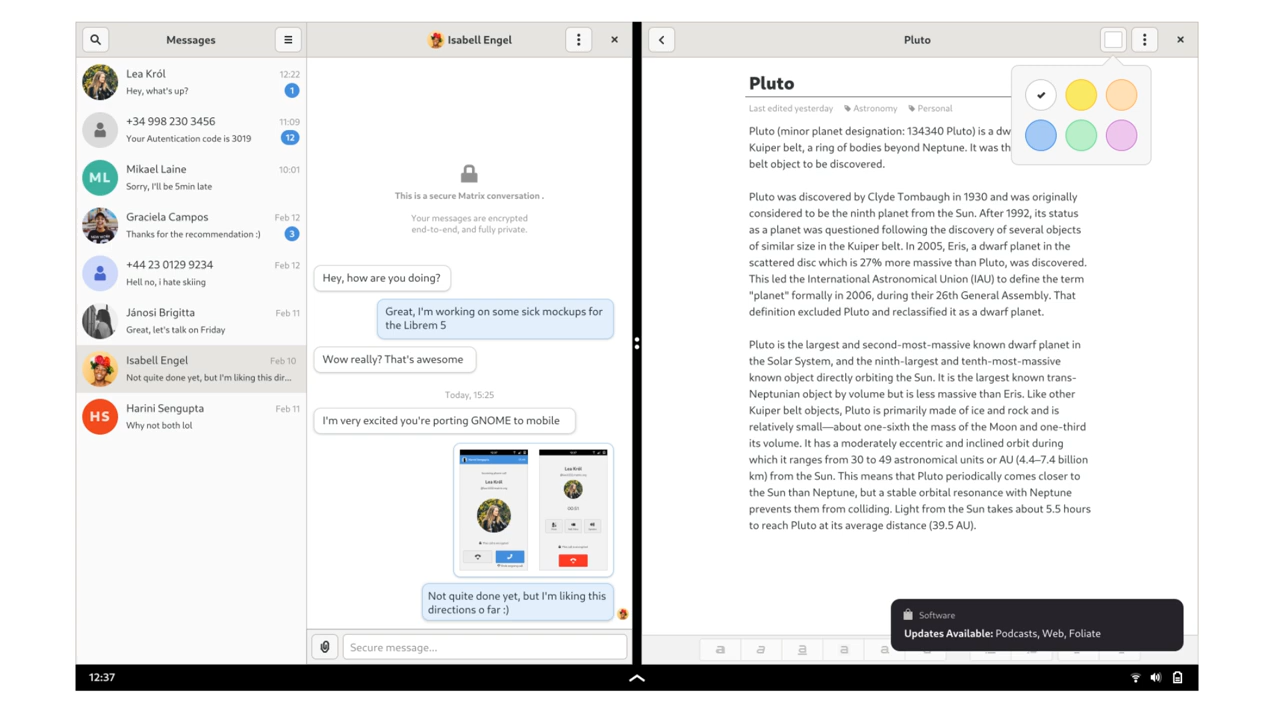 Messages
Lea Król
12:22
Hey, what's up?
1
+34 998 230 3456
11:09
Your Autentication code is 3019
12
ML
Mikael Laine
10:01
Sorry, I'll be 5min late
Graciela Campos
Feb 12
Thanks for the recommendation :)
3
+44 23 0129 9234
Feb 12
Hell no, i hate skiing
Jánosi Brigitta
Feb 11
Great, let's talk on Friday
Isabell Engel
Feb 10
Not quite done yet, but I'm liking this dir...
HS
Harini Sengupta
Feb 11
Why not both lol
Isabell Engel
This is a secure Matrix conversation .
Your messages are encrypted
end-to-end, and fully private.
Hey, how are you doing?
Great, I'm working on some sick mockups for
the Librem 5
Wow really? That's awesome
Today, 15:25
I'm very excited you're porting GNOME to mobile
Lea Król
Lea Król
00:01
Not quite done yet, but I'm liking this
directions o far :)
Secure message...
Pluto
Pluto
Last edited yesterday
Astronomy
Personal
Pluto (minor planet designation: 134340 Pluto) is a dw
Kuiper belt, a ring of bodies beyond Neptune. It was th
belt object to be discovered.
Pluto was discovered by Clyde Tombaugh in 1930 and was originally
considered to be the ninth planet from the Sun. After 1992, its status
as a planet was questioned following the discovery of several objects
of similar size in the Kuiper belt. In 2005, Eris, a dwarf planet in the
scattered disc which is 27% more massive than Pluto, was discovered.
This led the International Astronomical Union (IAU) to define the term
"planet" formally in 2006, during their 26th General Assembly. That
definition excluded Pluto and reclassified it as a dwarf planet.
Pluto is the largest and second-most-massive known dwarf planet in
the Solar System, and the ninth-largest and tenth-most-massive
known object directly orbiting the Sun. It is the largest known trans-
Neptunian object by volume but is less massive than Eris. Like other
Kuiper belt objects, Pluto is primarily made of ice and rock and is
relatively small—about one-sixth the mass of the Moon and one-third
its volume. It has a moderately eccentric and inclined orbit during
which it ranges from 30 to 49 astronomical units or AU (4.4–7.4 billion
km) from the Sun. This means that Pluto periodically comes closer to
the Sun than Neptune, but a stable orbital resonance with Neptune
prevents them from colliding. Light from the Sun takes about 5.5 hours
to reach Pluto at its average distance (39.5 AU).
Software
Updates Available: Podcasts, Web, Foliate
a a a a a
12:37